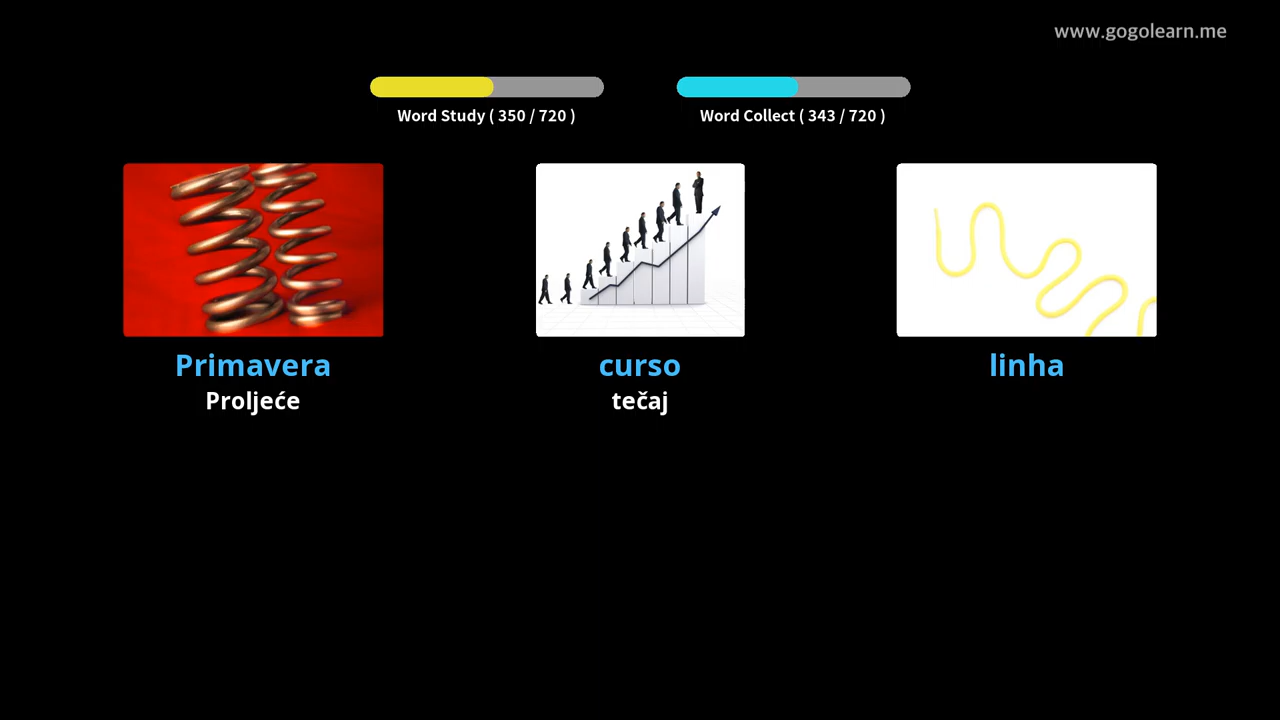 www.gogolearn.me
Word Study ( 350 / 720 )
Word Collect ( 343 / 720 )
Primavera
Proljeće
curso
tečaj
linha